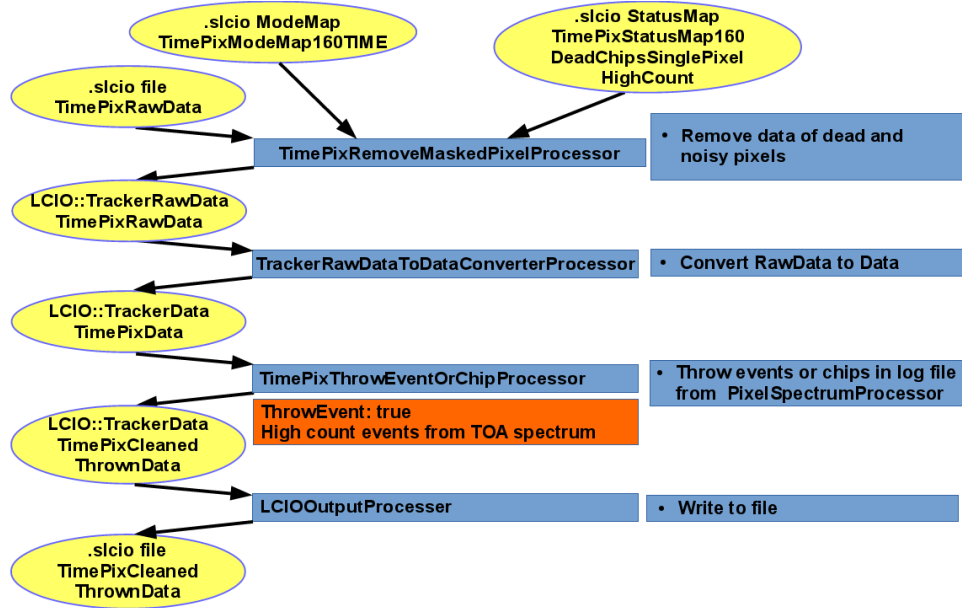 .slcio ModeMap
TimePixModeMap160TIME
.slcio StatusMap
TimePixStatusMap160
DeadChipsSinglePixel
HighCount
.slcio file
TimePixRawData
TimePixRemoveMaskedPixelProcessor
• Remove data of dead and
noisy pixels
LCIO::TrackerRawData
TimePixRawData
TrackerRawDataToDataConverterProcessor
• Convert RawData to Data
LCIO::TrackerData
TimePixData
TimePixThrowEventOrChipProcessor
• Throw events or chips in log file
from PixelSpectrumProcessor
ThrowEvent: true
High count events from TOA spectrum
LCIO::TrackerData
TimePixCleaned
ThrownData
LCIOOutputProcesser
• Write to file
.slcio file
TimePixCleaned
ThrownData